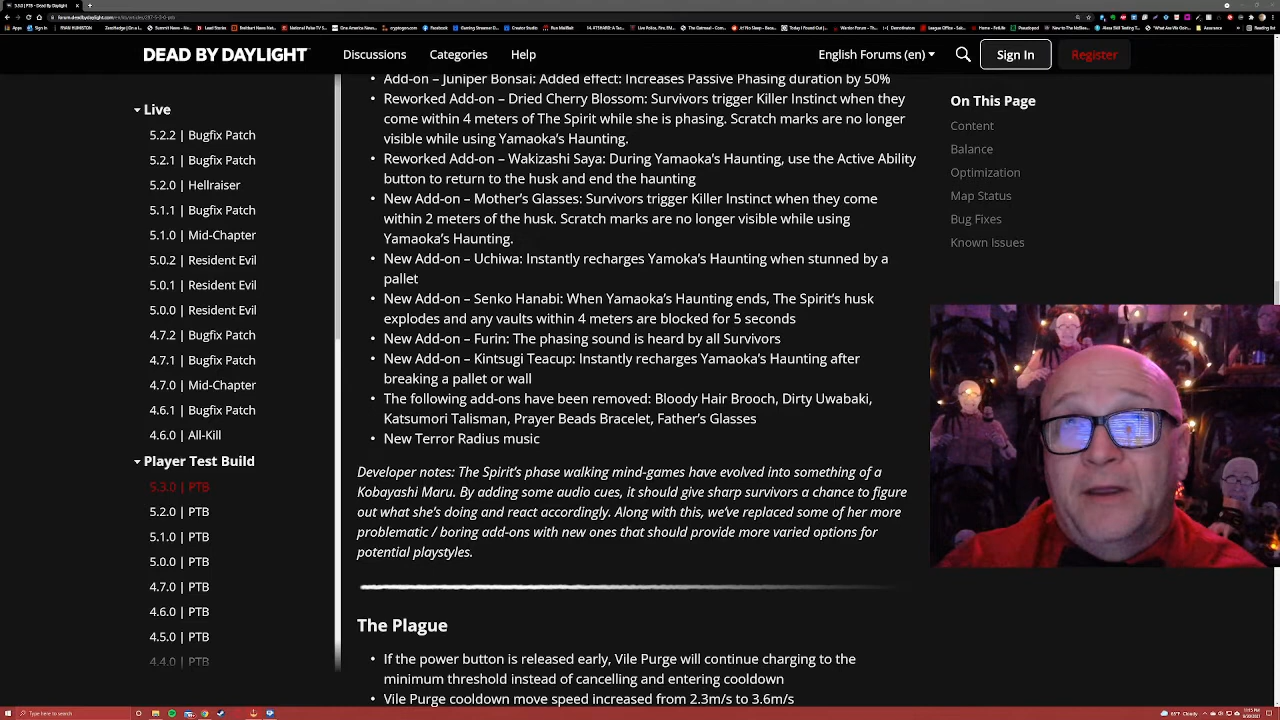 5.3.0 | PTB - Dead By Daylight
forum.deadbydaylight.com
DEAD BY DAYLIGHT
Discussions
Categories
Help
English Forums (en)
Sign In
Register
Live
5.2.2 | Bugfix Patch
5.2.1 | Bugfix Patch
5.2.0 | Hellraiser
5.1.1 | Bugfix Patch
5.1.0 | Mid-Chapter
5.0.2 | Resident Evil
5.0.1 | Resident Evil
5.0.0 | Resident Evil
4.7.2 | Bugfix Patch
4.7.1 | Bugfix Patch
4.7.0 | Mid-Chapter
4.6.1 | Bugfix Patch
4.6.0 | All-Kill
Player Test Build
5.3.0 | PTB
5.2.0 | PTB
5.1.0 | PTB
5.0.0 | PTB
4.7.0 | PTB
4.6.0 | PTB
4.5.0 | PTB
4.4.0 | PTB
Add-on – Juniper Bonsai: Added effect: Increases Passive Phasing duration by 50%
• Reworked Add-on – Dried Cherry Blossom: Survivors trigger Killer Instinct when they
come within 4 meters of The Spirit while she is phasing. Scratch marks are no longer
visible while using Yamaoka’s Haunting.
• Reworked Add-on – Wakizashi Saya: During Yamaoka’s Haunting, use the Active Ability
button to return to the husk and end the haunting
• New Add-on – Mother’s Glasses: Survivors trigger Killer Instinct when they come
within 2 meters of the husk. Scratch marks are no longer visible while using
Yamaoka’s Haunting.
• New Add-on – Uchiwa: Instantly recharges Yamoka’s Haunting when stunned by a
pallet
• New Add-on – Senko Hanabi: When Yamaoka’s Haunting ends, The Spirit’s husk
explodes and any vaults within 4 meters are blocked for 5 seconds
• New Add-on – Furin: The phasing sound is heard by all Survivors
• New Add-on – Kintsugi Teacup: Instantly recharges Yamaoka’s Haunting after
breaking a pallet or wall
• The following add-ons have been removed: Bloody Hair Brooch, Dirty Uwabaki,
Katsumori Talisman, Prayer Beads Bracelet, Father’s Glasses
• New Terror Radius music
Developer notes: The Spirit’s phase walking mind-games have evolved into something of a
Kobayashi Maru. By adding some audio cues, it should give sharp survivors a chance to figure
out what she’s doing and react accordingly. Along with this, we’ve replaced some of her more
problematic / boring add-ons with new ones that should provide more varied options for
potential playstyles.
The Plague
• If the power button is released early, Vile Purge will continue charging to the
minimum threshold instead of cancelling and entering cooldown
• Vile Purge cooldown move speed increased from 2.3m/s to 3.6m/s
On This Page
Content
Balance
Optimization
Map Status
Bug Fixes
Known Issues
Type here to search
Cloudy